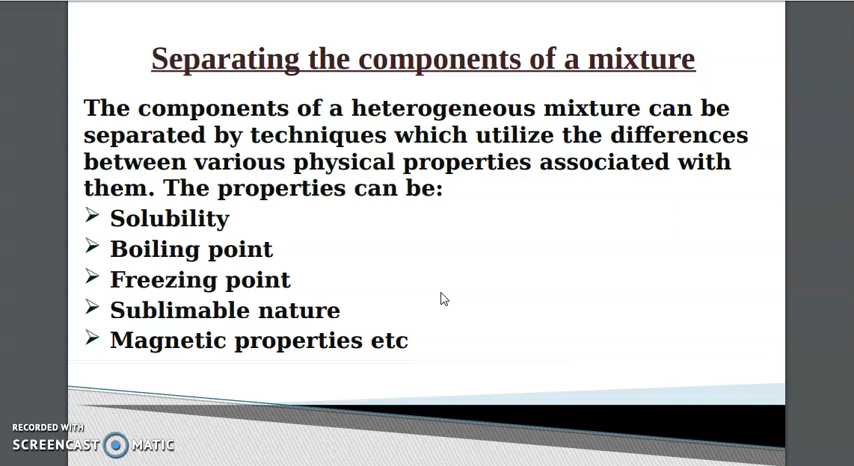 Separating the components of a mixture
The components of a heterogeneous mixture can be
separated by techniques which utilize the differences
between various physical properties associated with
them. The properties can be:
Solubility
Boiling point
Freezing point
Sublimable nature
Magnetic properties etc
RECORDED WITH
SCREENCAST MATIC